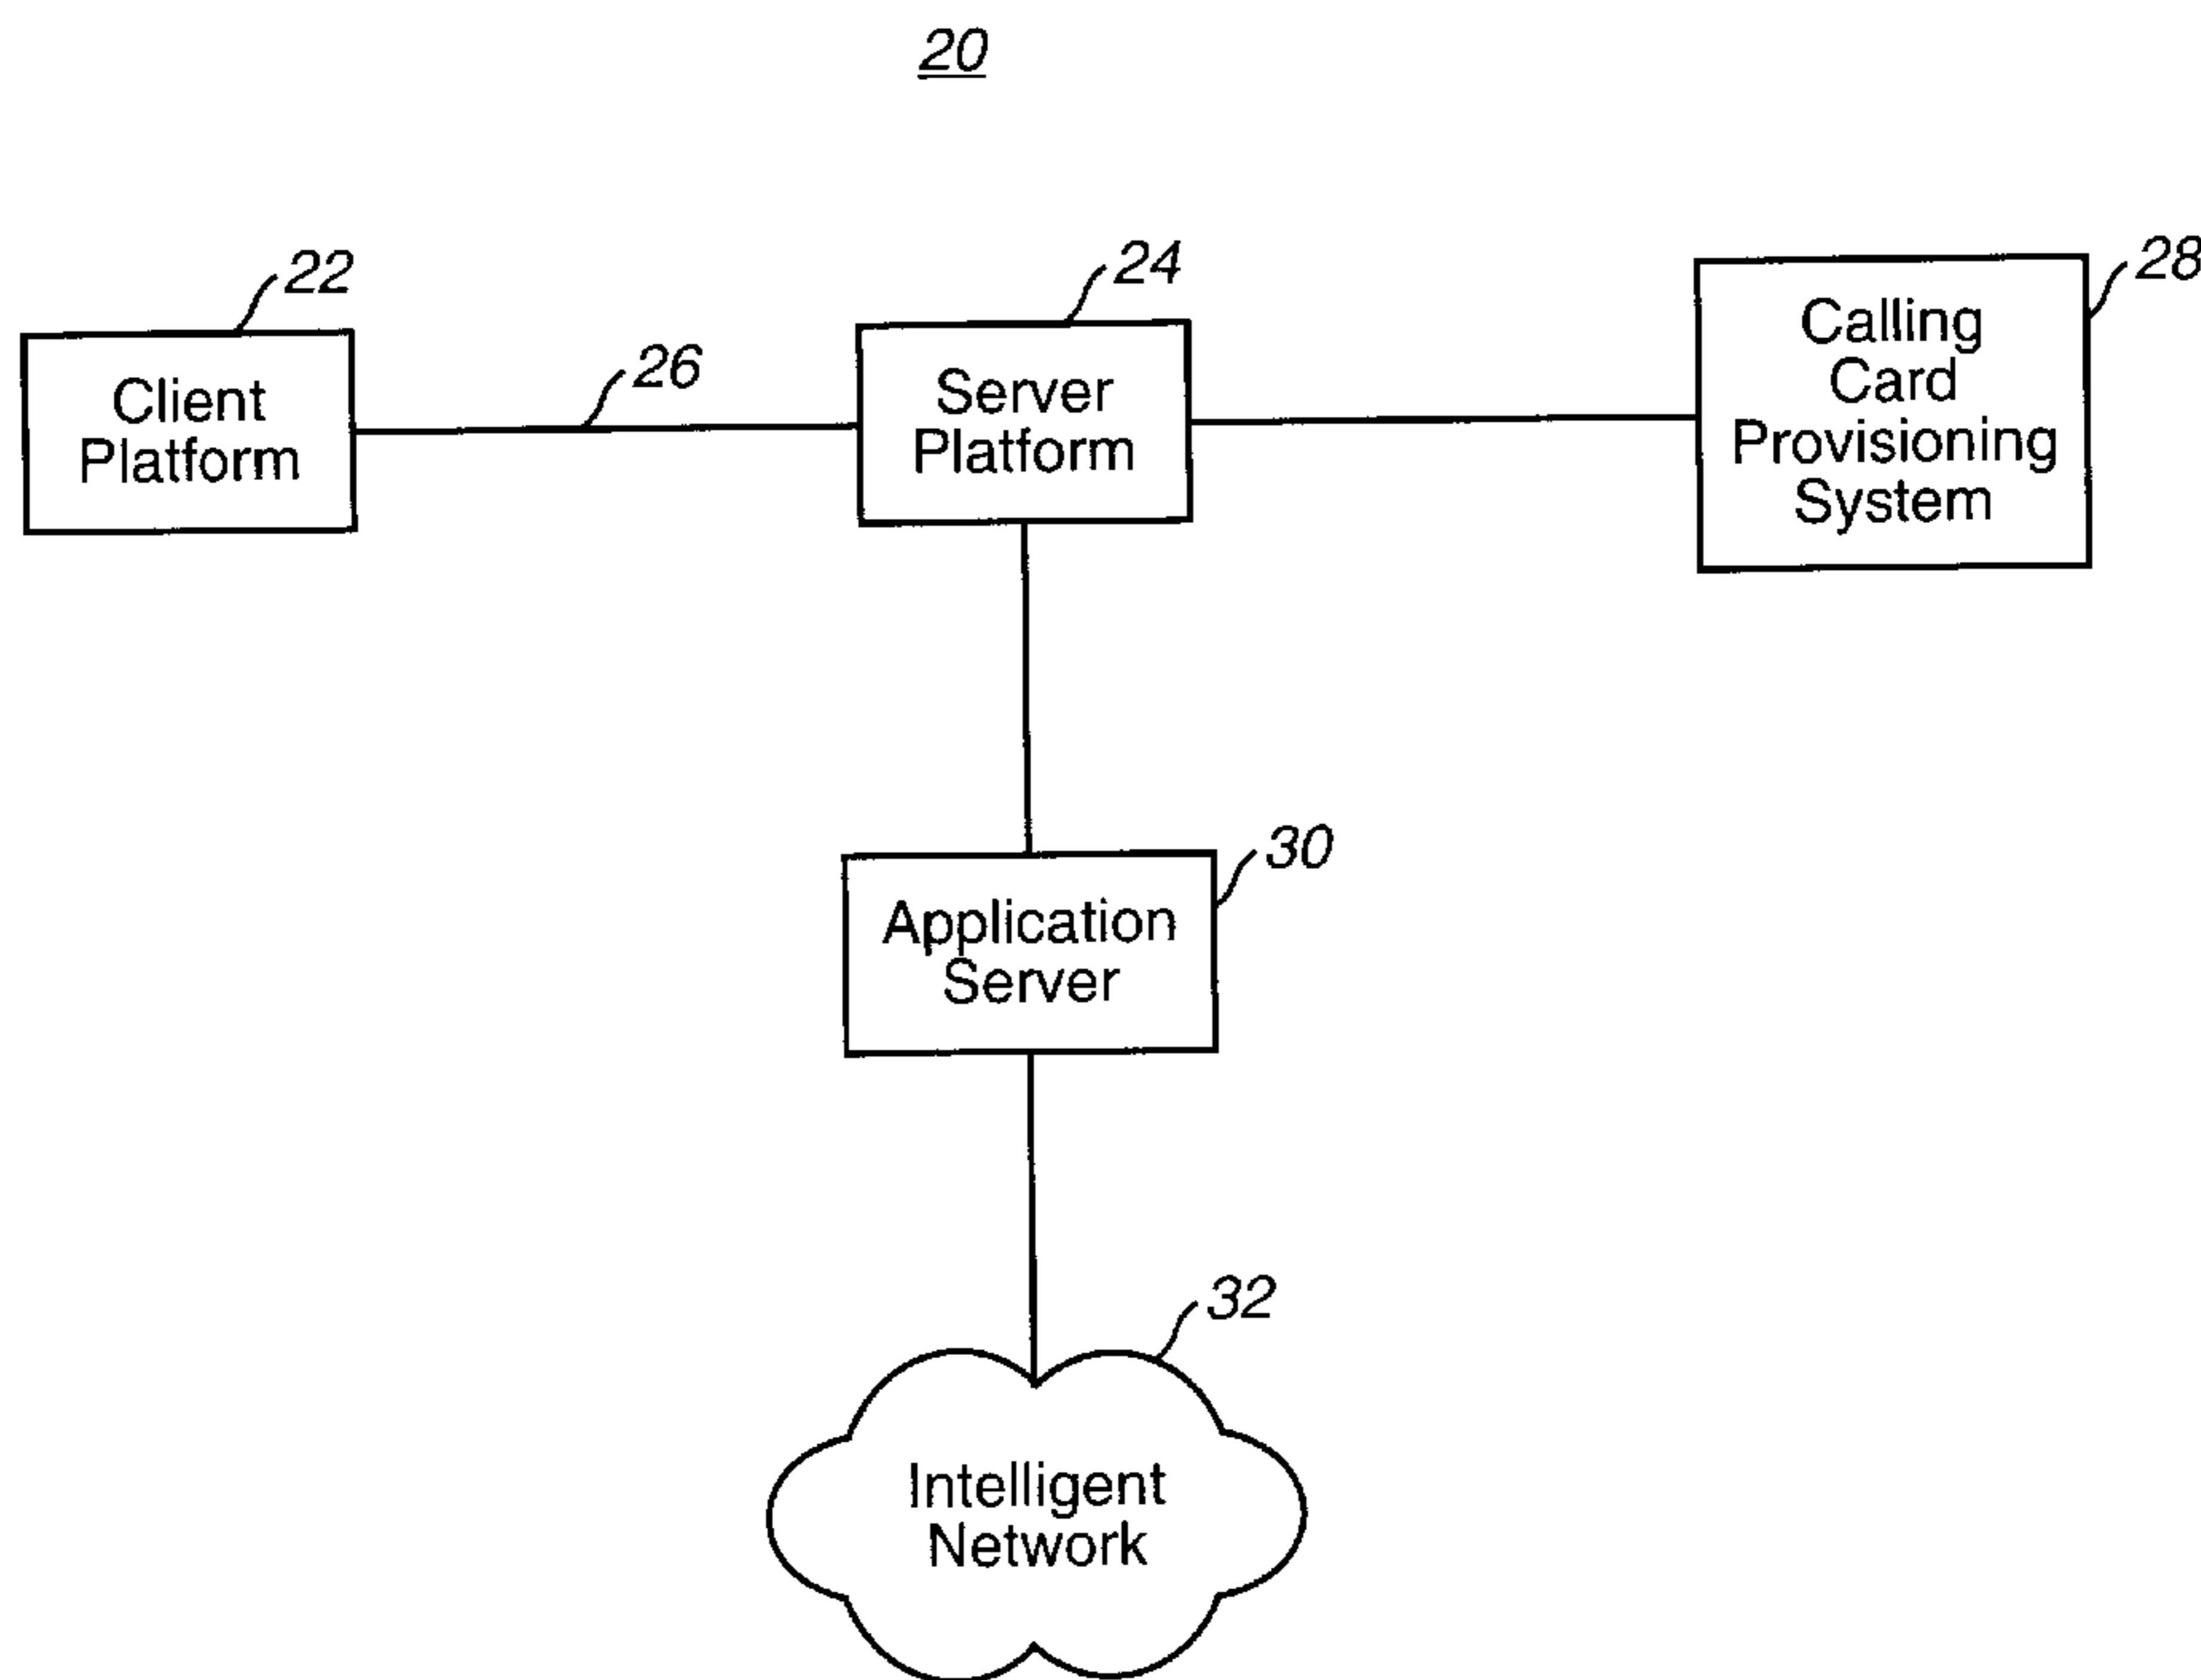 20
22
24
28
26
Client
Platform
Server
Platform
Calling
Card
Provisioning
System
30
Application
Server
32
Intelligent
Network